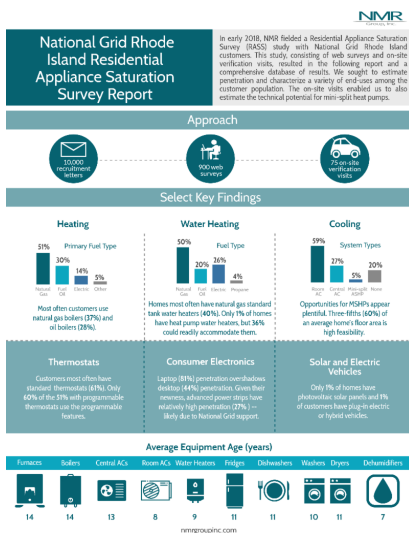 NMR
Group, Inc
National Grid Rhode
Island Residential
Appliance Saturation
Survey Report
In early 2018, NMR fielded a Residential Appliance Saturation
Survey (RASS) study with National Grid Rhode Island
customers. This study, consisting of web surveys and on-site
verification visits, resulted in the following report and a
comprehensive database of results. We sought to estimate
penetration and characterize a variety of end-uses among the
customer population. The on-site visits enabled us to also
estimate the technical potential for mini-split heat pumps.
Approach
10,000
recruitment
letters
900 web
surveys
75 on-site
verification
visits
Select Key Findings
Heating
Primary Fuel Type
51%
30%
14%
5%
Natural
Gas
Fuel
Oil
Electric
Other
Most often customers use
natural gas boilers (37%) and
oil boilers (28%).
Water Heating
Fuel Type
50%
20%
26%
4%
Natural
Gas
Fuel
Oil
Electric
Propane
Homes most often have natural gas standard
tank water heaters (40%). Only 1% of homes
have heat pump water heaters, but 36%
could readily accommodate them.
Cooling
System Types
59%
27%
5%
20%
Room
AC
Central
AC
Mini-split
ASHP
None
Opportunities for MSHPs appear
plentiful. Three-fifths (60%) of
an average home's floor area is
high feasibility.
Thermostats
Customers most often have
standard thermostats (61%). Only
60% of the 51% with programmable
thermostats use the programmable
features.
Consumer Electronics
Laptop (81%) penetration overshadows
desktop (44%) penetration. Given their
newness, advanced power strips have
relatively high penetration (27%) –
likely due to National Grid support.
Solar and Electric
Vehicles
Only 1% of homes have
photovoltaic solar panels and 1%
of customers have plug-in electric
or hybrid vehicles.
Average Equipment Age (years)
Furnaces Boilers Central ACs Room ACs Water Heaters Fridges Dishwashers Washers Dryers Dehumidifiers
14 14 13 8 9 11 11 10 11 7
nmrgroupinc.com